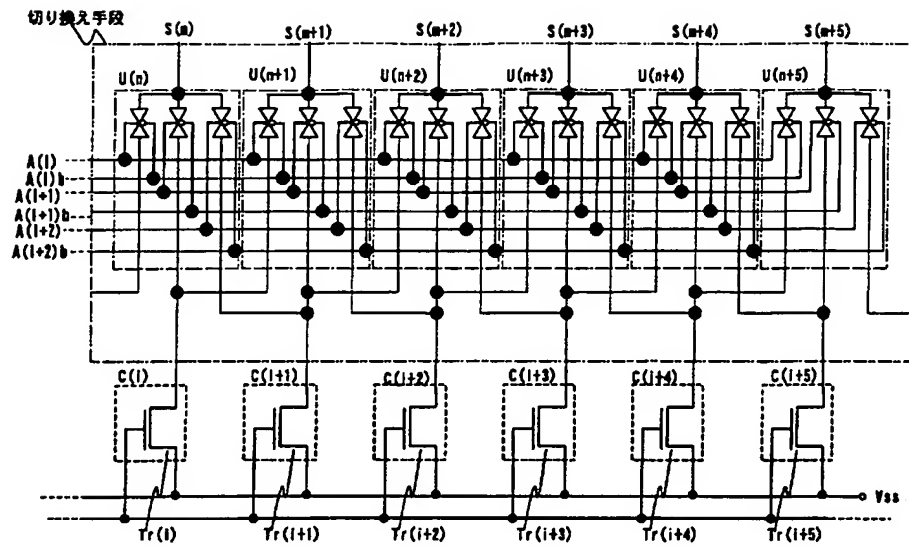 切り換え手段
S(m) S(m+1) S(m+2) S(m+3) S(m+4) S(m+5)
U(n) U(n+1) U(n+2) U(n+3) U(n+4) U(n+5)
A(l)
A(l)b
A(l+1)
A(i+1)b
A(i+2)
A(i+2)b
C(l) C(i+1) C(i+2) C(i+3) C(i+4) C(i+5)
Vss
Tr(l) Tr(i+1) Tr(i+2) Tr(i+3) Tr(i+4) Tr(i+5)